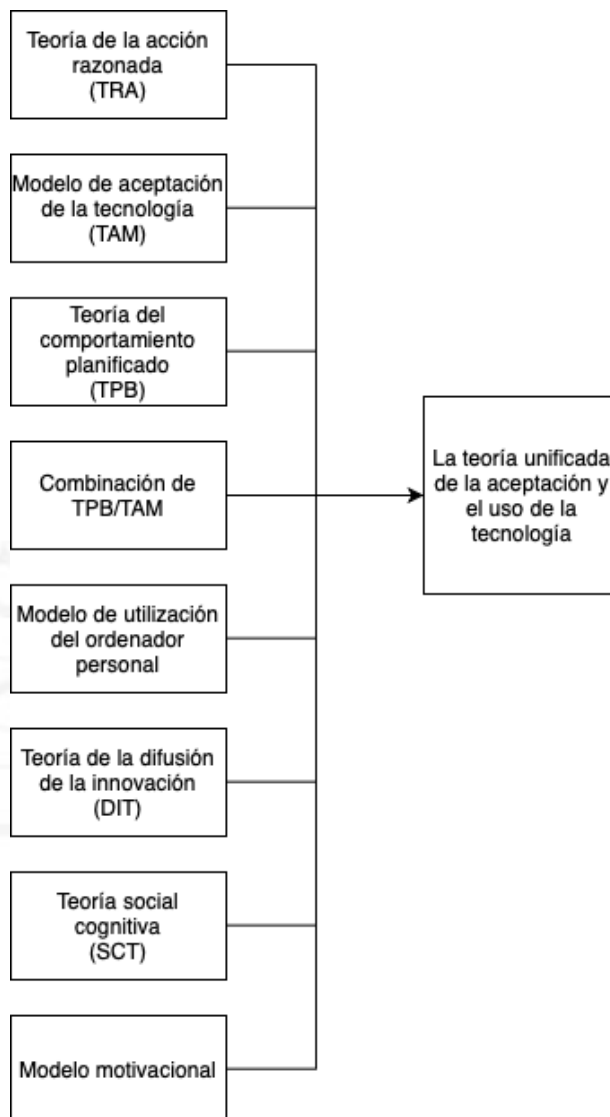 Teoría de la acción
razonada
(TRA)
Modelo de aceptación
de la tecnología
(TAM)
Teoría del
comportamiento
planificado
(TPB)
Combinación de
TPB/TAM
Modelo de utilización
del ordenador
personal
Teoría de la difusión
de la innovación
(DIT)
Teoría social
cognitiva
(SCT)
Modelo motivacional
La teoría unificada
de la aceptación y
el uso de la
tecnología